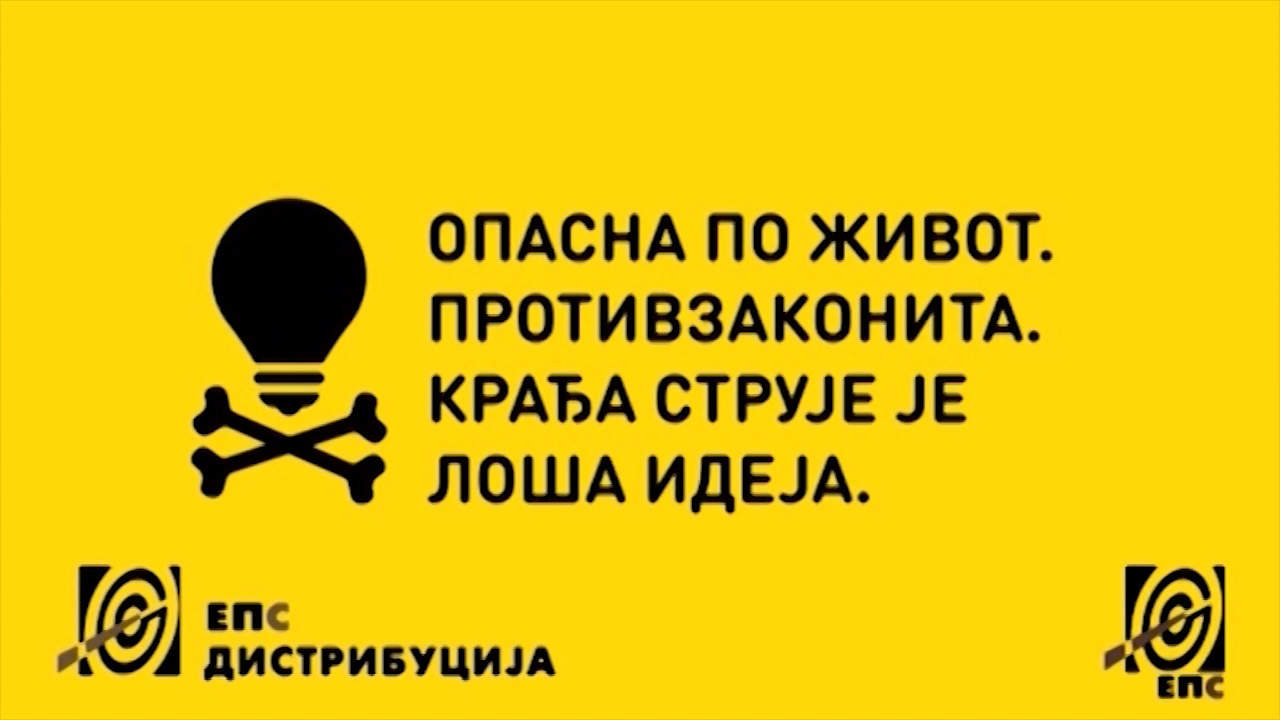 ОПАСНА ПО ЖИВОТ.
ПРОТИВЗАКОНИТА.
КРАЂА СТРУЈЕ ЈЕ
ЛОША ИДЕЈА.
ЕПС
ДИСТРИБУЦИЈА
ЕПС